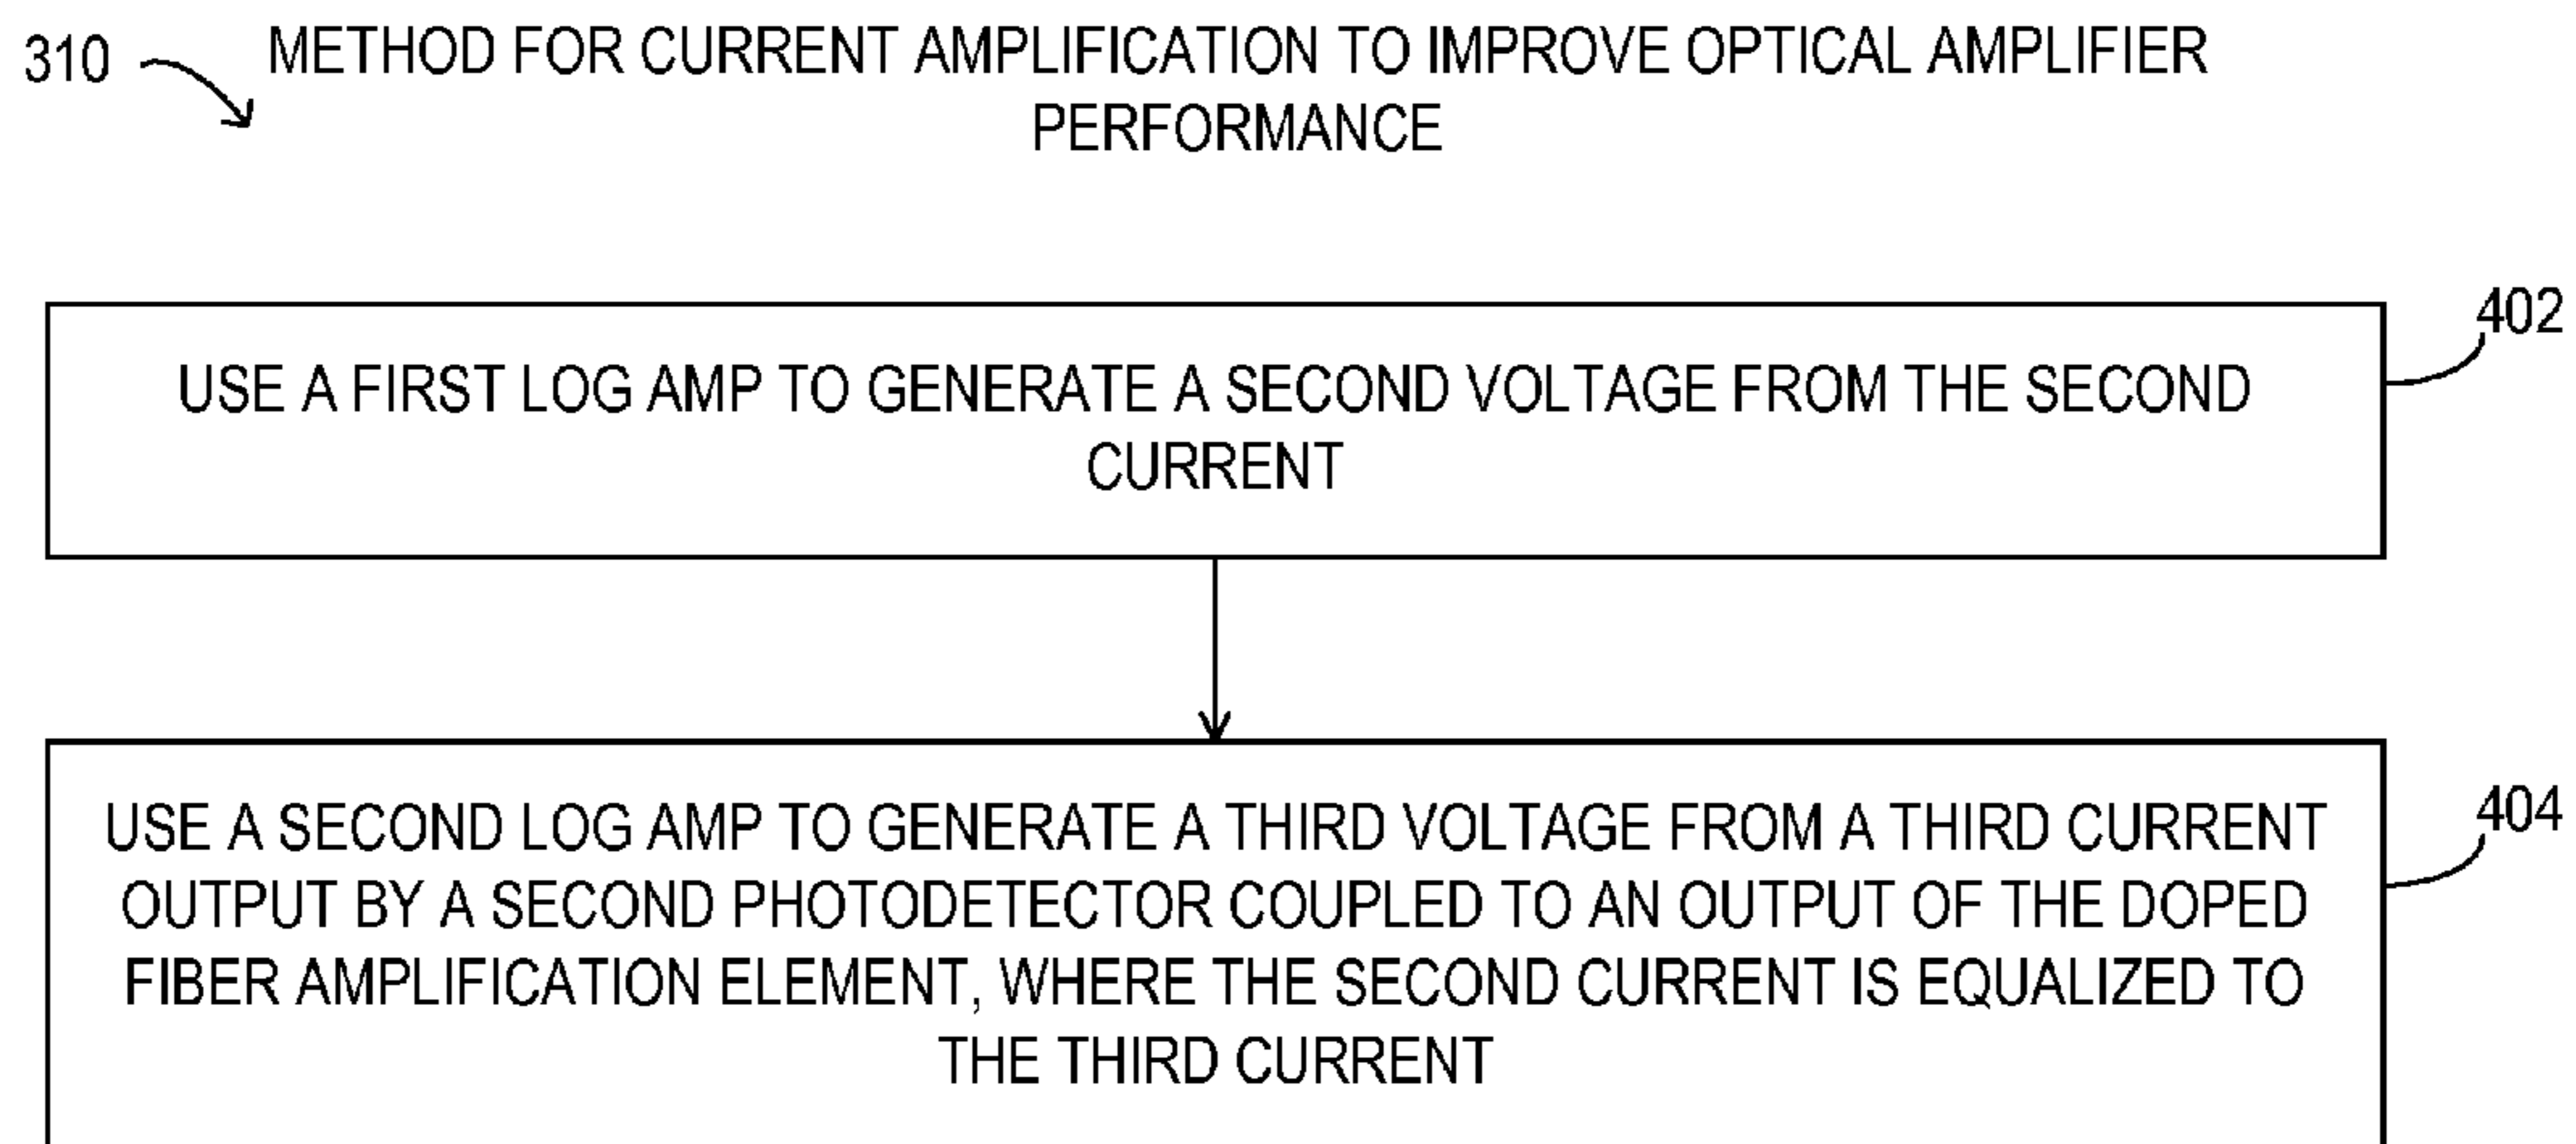 310
METHOD FOR CURRENT AMPLIFICATION TO IMPROVE OPTICAL AMPLIFIER
PERFORMANCE
402
USE A FIRST LOG AMP TO GENERATE A SECOND VOLTAGE FROM THE SECOND
CURRENT
404
USE A SECOND LOG AMP TO GENERATE A THIRD VOLTAGE FROM A THIRD CURRENT
OUTPUT BY A SECOND PHOTODETECTOR COUPLED TO AN OUTPUT OF THE DOPED
FIBER AMPLIFICATION ELEMENT, WHERE THE SECOND CURRENT IS EQUALIZED TO
THE THIRD CURRENT